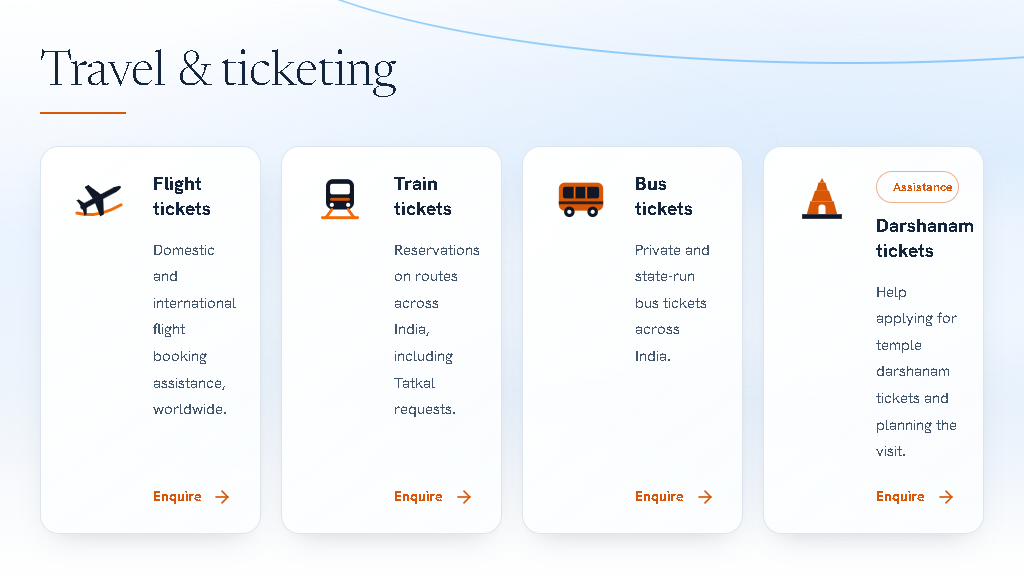 Travel & ticketing
Flight
tickets
Domestic
and
international
flight
booking
assistance,
worldwide.
Enquire
Train
tickets
Reservations
on routes
across
India,
including
Tatkal
requests.
Enquire
Bus
tickets
Private and
state-run
bus tickets
across
India.
Enquire
Assistance
Darshanam
tickets
Help
applying for
temple
darshanam
tickets and
planning the
visit.
Enquire